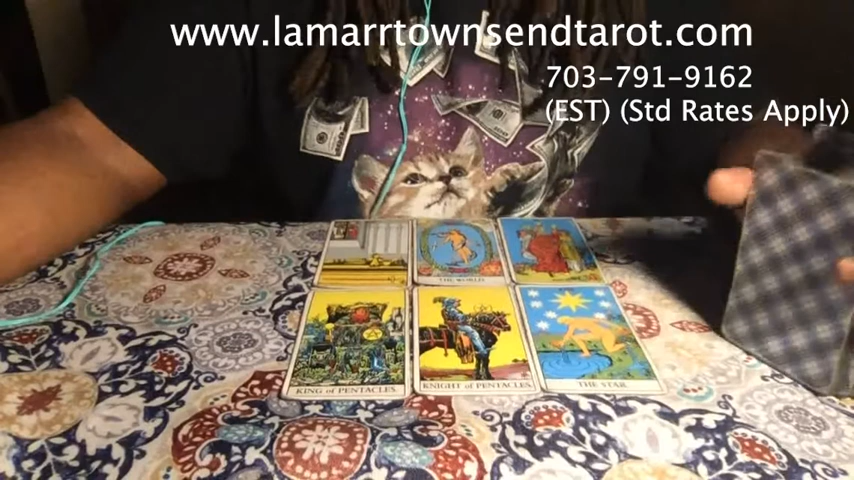 www.lamarrtownsendtarot.com
703-791-9162
(EST) (Std Rates Apply)
THE WORLD
KING of PENTACLES
KNIGHT of PENTACLES
THE STAR